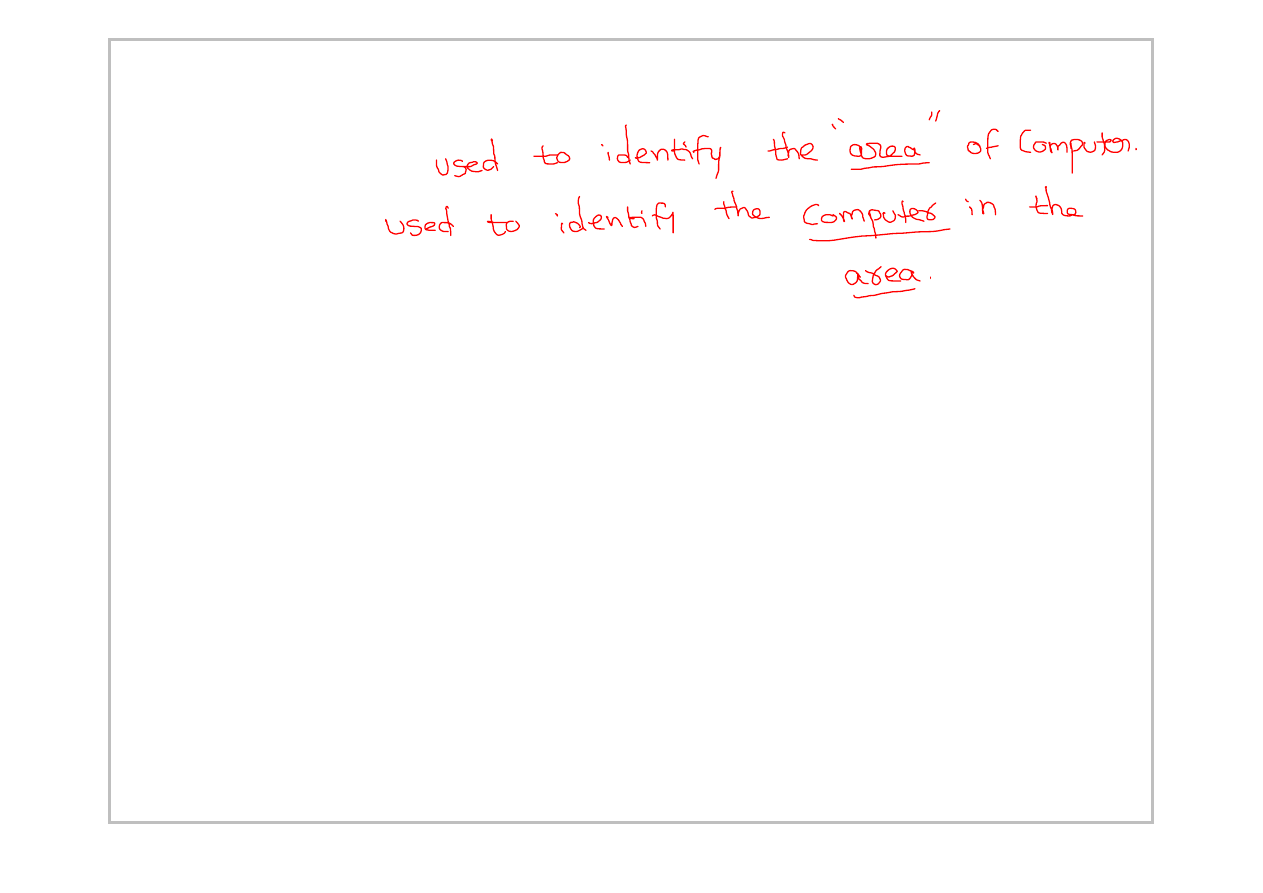 used to identify the "area" of Computer.
used to identify the Computer in the
area.